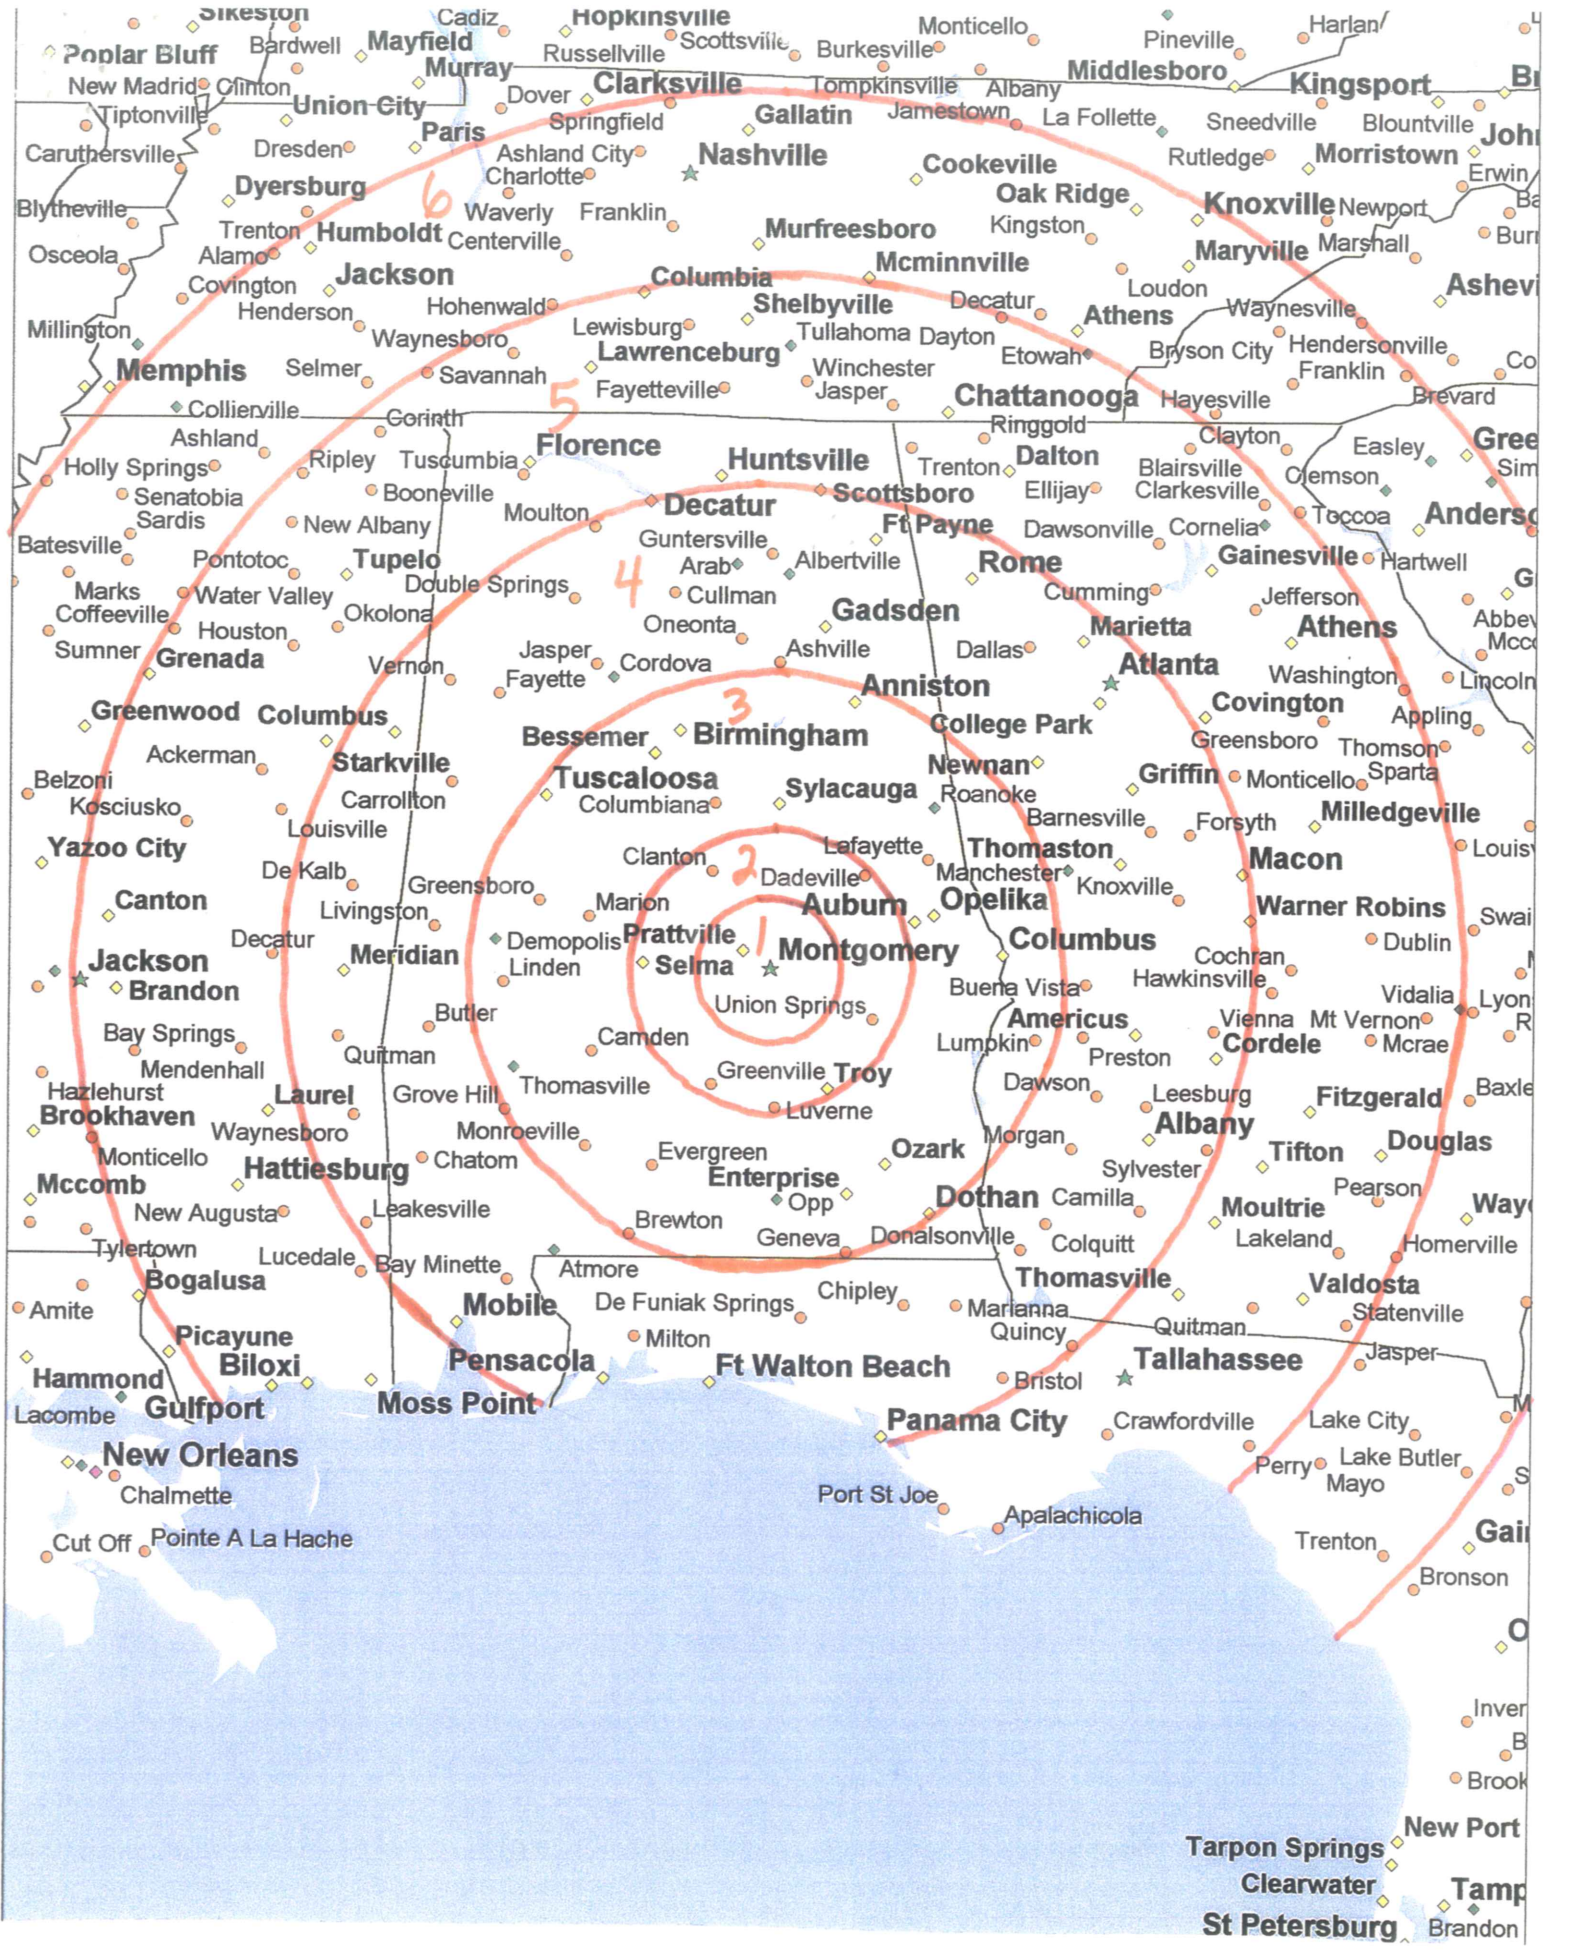 Sikeston
Cadiz
Hopkinsville
Monticello
Harlan
Poplar Bluff
Bardwell
Mayfield
Russellville
Scottsville
Burkesville
Pineville
New Madrid
Clinton
Murray
Clarksville
Tompkinsville
Albany
Middlesboro
Kingsport
Tiptonville
Union City
Dover
Springfield
Gallatin
Jamestown
La Follette
Sneedville
Blountville
Caruthersville
Dresden
Paris
Ashland City
Nashville
Cookeville
Rutledge
Morristown
Dyersburg
6
Charlotte
Oak Ridge
Erwin
Blytheville
Trenton
Humboldt
Waverly
Franklin
Murfreesboro
Kingston
Knoxville
Newport
Osceola
Alamo
Centerville
Maryville
Marshall
Covington
Jackson
Columbia
Mcminnville
Loudon
Henderson
Hohenwald
Shelbyville
Decatur
Athens
Waynesville
Millington
Waynesboro
Lewisburg
Tullahoma
Dayton
Etowah
Bryson City
Hendersonville
Memphis
Selmer
Savannah
Lawrenceburg
Winchester
Franklin
Fayetteville
Jasper
Chattanooga
Hayesville
Brevard
Collierville
Corinth
5
Ringgold
Ashland
Florence
Clayton
Easley
Holly Springs
Ripley
Tuscumbia
Huntsville
Trenton
Dalton
Blairsville
Clemson
Senatobia
Booneville
Scottsboro
Ellijay
Clarkesville
Sardis
New Albany
Moulton
Decatur
Ft Payne
Dawsonville
Cornelia
Toccoa
Batesville
Pontotoc
Tupelo
Guntersville
Albertville
Rome
Gainesville
Hartwell
Marks
Water Valley
Double Springs
4
Arab
Cullman
Cumming
Jefferson
Coffeeville
Okolona
Oneonta
Gadsden
Marietta
Athens
Sumner
Houston
Jasper
Ashville
Dallas
Grenada
Vernon
Fayette
Cordova
Atlanta
Washington
Lincoln
Greenwood
Columbus
3
Anniston
College Park
Covington
Appling
Ackerman
Starkville
Bessemer
Birmingham
Newnan
Greensboro
Thomson
Belzoni
Tuscaloosa
Sylacauga
Roanoke
Griffin
Monticello
Sparta
Kosciusko
Carrollton
Columbiana
Barnesville
Forsyth
Milledgeville
Yazoo City
Louisville
Clanton
2
Lafayette
Thomaston
Macon
De Kalb
Greensboro
Dadeville
Manchester
Knoxville
Canton
Livingston
Marion
Auburn
Opelika
Warner Robins
Decatur
Meridian
Demopolis
Prattville
1
Montgomery
Columbus
Cochran
Dublin
Jackson
Linden
Selma
Hawkinsville
Brandon
Butler
Union Springs
Buena Vista
Vienna
Mt Vernon
Vidalia
Lyon
Bay Springs
Quitman
Camden
Lumpkin
Americus
Preston
Cordele
Mcrae
Mendenhall
Thomasville
Greenville
Troy
Dawson
Leesburg
Fitzgerald
Baxle
Hazlehurst
Laurel
Grove Hill
Luverne
Albany
Brookhaven
Waynesboro
Monroeville
Evergreen
Ozark
Morgan
Sylvester
Tifton
Douglas
Monticello
Hattiesburg
Chatom
Enterprise
Opp
Dothan
Camilla
Pearson
Mccomb
New Augusta
Leakesville
Brewton
Geneva
Donalsonville
Colquitt
Moultrie
Lakeland
Homerville
Tylertown
Lucedale
Bay Minette
Atmore
Bogalusa
Mobile
De Funiak Springs
Chipley
Marianna
Thomasville
Valdosta
Statenville
Amite
Picayune
Milton
Quincy
Quitman
Jasper
Hammond
Biloxi
Pensacola
Ft Walton Beach
Bristol
Tallahassee
Lacombe
Gulfport
Moss Point
Panama City
Crawfordville
Lake City
New Orleans
Perry
Lake Butler
Chalmette
Port St Joe
Mayo
Cut Off
Pointe A La Hache
Apalachicola
Trenton
Bronson
Inver
Brook
New Port
Tarpon Springs
Clearwater
Tamp
St Petersburg
Brandon